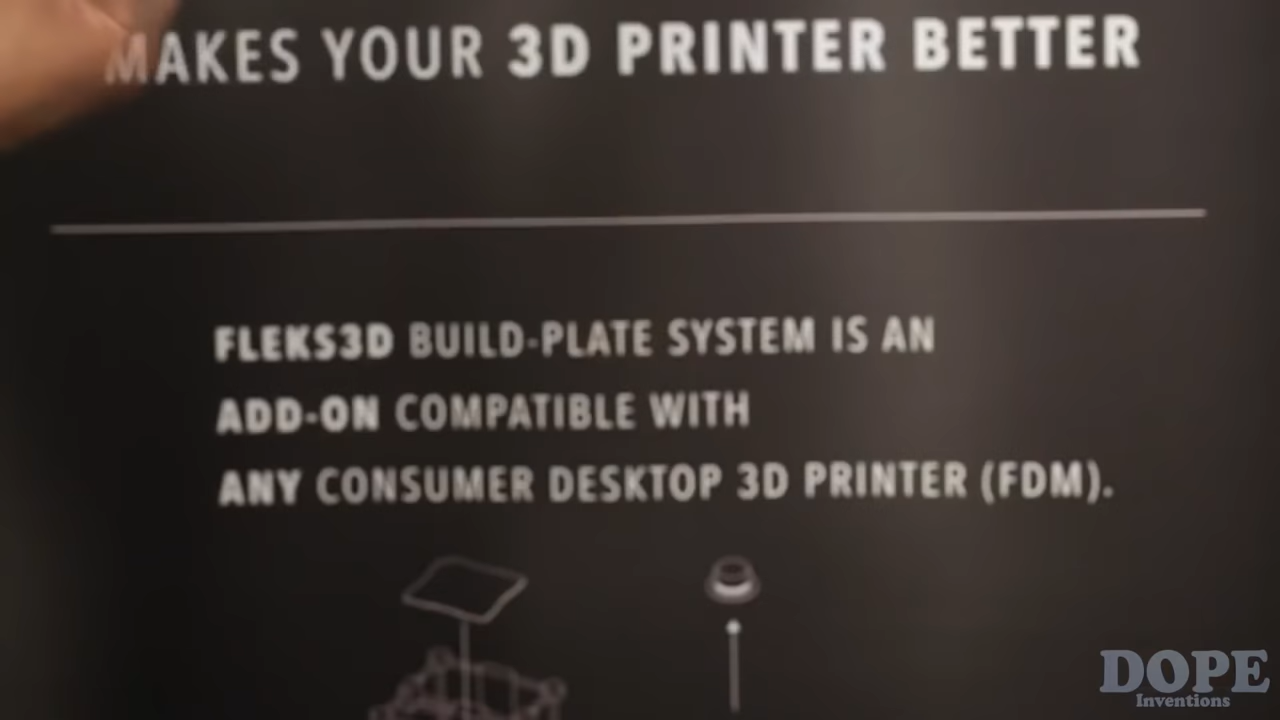 MAKES YOUR 3D PRINTER BETTER
FLEKS3D BUILD-PLATE SYSTEM IS AN
ADD-ON COMPATIBLE WITH
ANY CONSUMER DESKTOP 3D PRINTER (FDM).
DOPE
Inventions